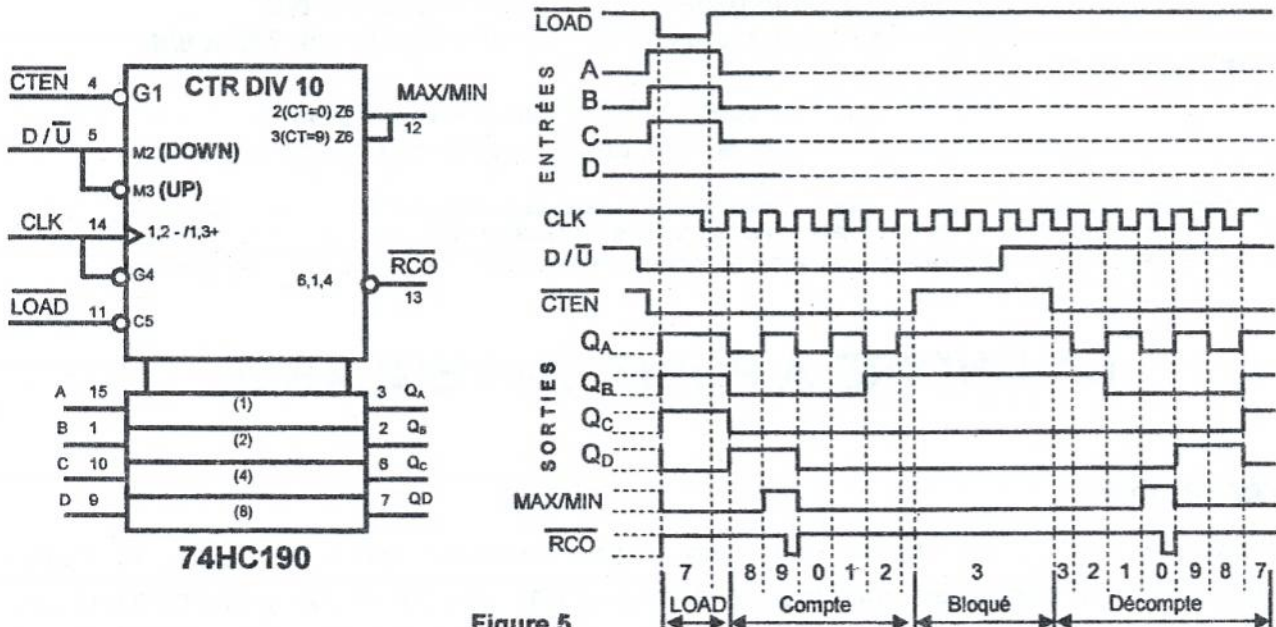 CTEN 4 G1 CTR DIV 10
2(CT=0) Z6 MAX/MIN
3(CT=9) Z6 12
D / U 5 M2 (DOWN)
M3 (UP)
CLK 14 1,2 - /1,3+
G4
6,1,4 RCO
13
LOAD 11 C5
A 15 (1) 3 QA
B 1 (2) 2 QB
C 10 (4) 6 QC
D 9 (8) 7 QD
74HC190
Figure 5
LOAD
ENTRÉES
A
B
C
D
CLK
D / U
CTEN
SORTIES
QA
QB
QC
QD
MAX/MIN
RCO
7 8 9 0 1 2 3 3 2 1 0 9 8 7
LOAD Compte Bloqué Décompte